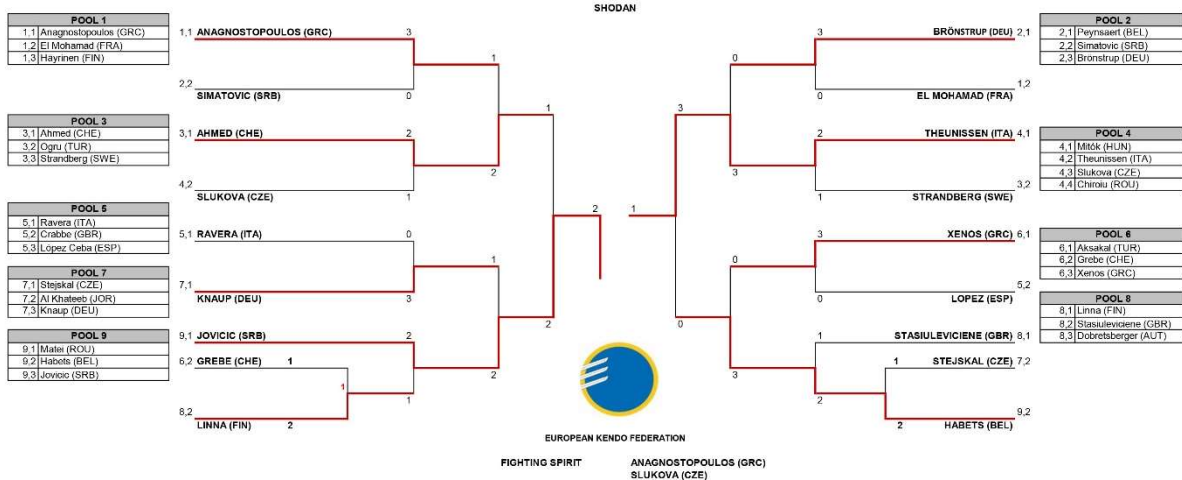 SHODAN
POOL 1
1,1 Anagnostopoulos (GRC)
1,2 El Mohamad (FRA)
1,3 Hayrinen (FIN)
POOL 3
3,1 Ahmed (CHE)
3,2 Ogru (TUR)
3,3 Strandberg (SWE)
POOL 5
5,1 Ravera (ITA)
5,2 Crabbe (GBR)
5,3 López Ceba (ESP)
POOL 7
7,1 Stejskal (CZE)
7,2 Al Khateeb (JOR)
7,3 Knaup (DEU)
POOL 9
9,1 Matei (ROU)
9,2 Habets (BEL)
9,3 Jovicic (SRB)
1,1 ANAGNOSTOPOULOS (GRC) 3
1
2,2
SIMATOVIC (SRB) 0
1
3,1 AHMED (CHE) 2
2
4,2
SLUKOVA (CZE) 1
2
5,1 RAVERA (ITA) 0
1
7,1
KNAUP (DEU) 3
2
9,1 JOVICIC (SRB) 2
6,2 GREBE (CHE) 1
2
1
1
8,2
LINNA (FIN) 2
3 BRÖNSTRUP (DEU) 2,1
0
1,2
0 EL MOHAMAD (FRA)
3
2 THEUNISSEN (ITA) 4,1
3
3,2
1 STRANDBERG (SWE)
1
3 XENOS (GRC) 6,1
0
5,2
0 LOPEZ (ESP)
0
1 STASIULEVICIENE (GBR) 8,1
1 STEJSKAL (CZE) 7,2
3
2
9,2
2 HABETS (BEL)
POOL 2
2,1 Peynsaert (BEL)
2,2 Simatovic (SRB)
2,3 Brönstrup (DEU)
POOL 4
4,1 Mitók (HUN)
4,2 Theunissen (ITA)
4,3 Slukova (CZE)
4,4 Chiroiu (ROU)
POOL 6
6,1 Aksakal (TUR)
6,2 Grebe (CHE)
6,3 Xenos (GRC)
POOL 8
8,1 Linna (FIN)
8,2 Stasiuleviciene (GBR)
8,3 Dobretsberger (AUT)
EUROPEAN KENDO FEDERATION
FIGHTING SPIRIT ANAGNOSTOPOULOS (GRC)
SLUKOVA (CZE)